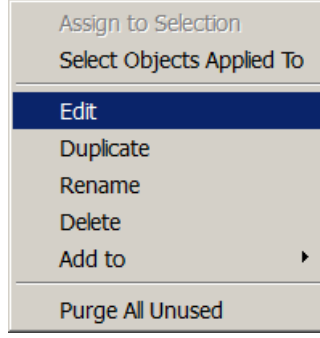 Assign to Selection
Select Objects Applied To
Edit
Duplicate
Rename
Delete
Add to
Purge All Unused